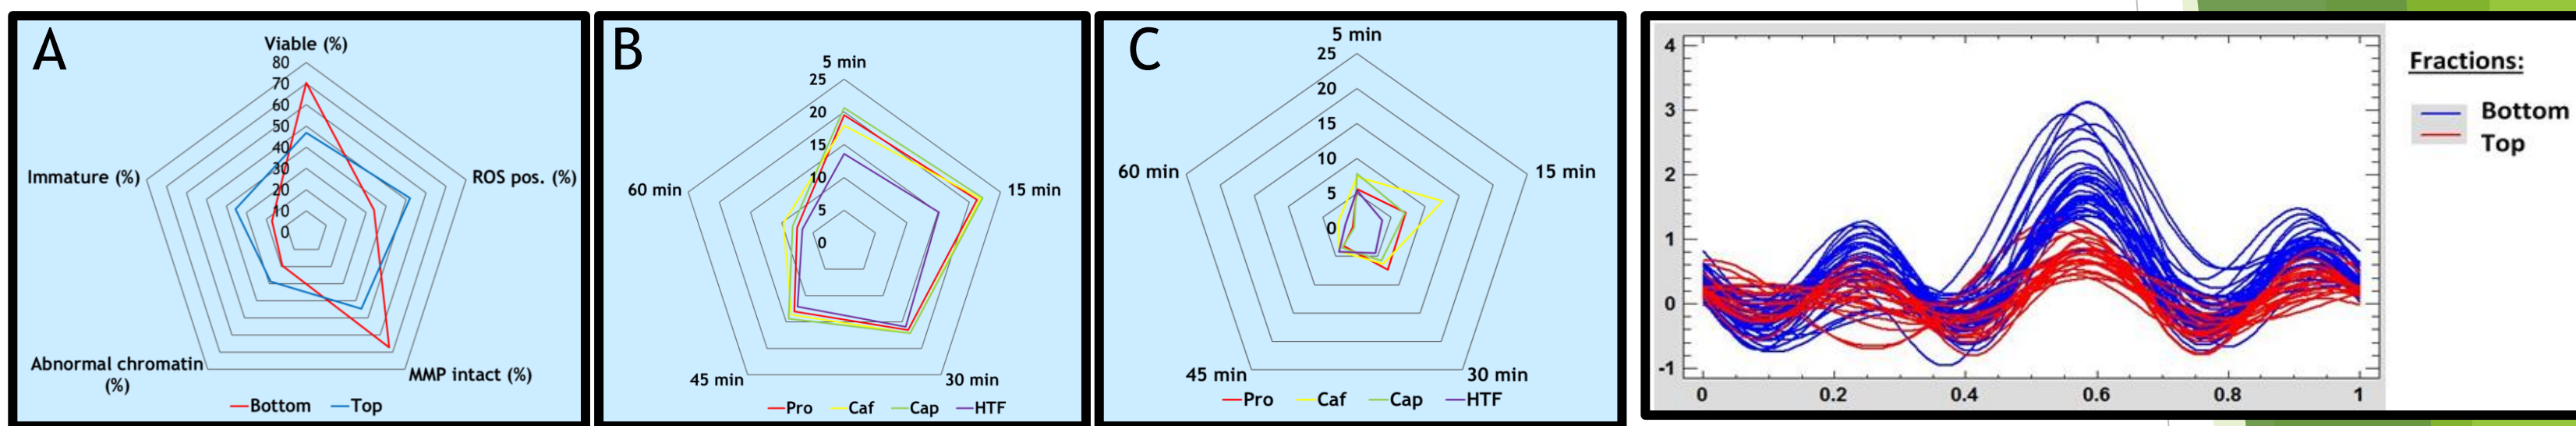 A
Viable (%)
80
70
60
50
40
30
20
10
0
Immature (%)
ROS pos. (%)
Abnormal chromatin
(%)
MMP intact (%)
Bottom Top
B
5 min
25
20
15
10
5
0
60 min
15 min
45 min
30 min
Pro Caf Cap HTF
C
5 min
25
20
15
10
5
0
60 min
15 min
45 min
30 min
Pro Caf Cap HTF
4
3
2
1
0
-1
0 0.2 0.4 0.6 0.8 1
Fractions:
Bottom
Top